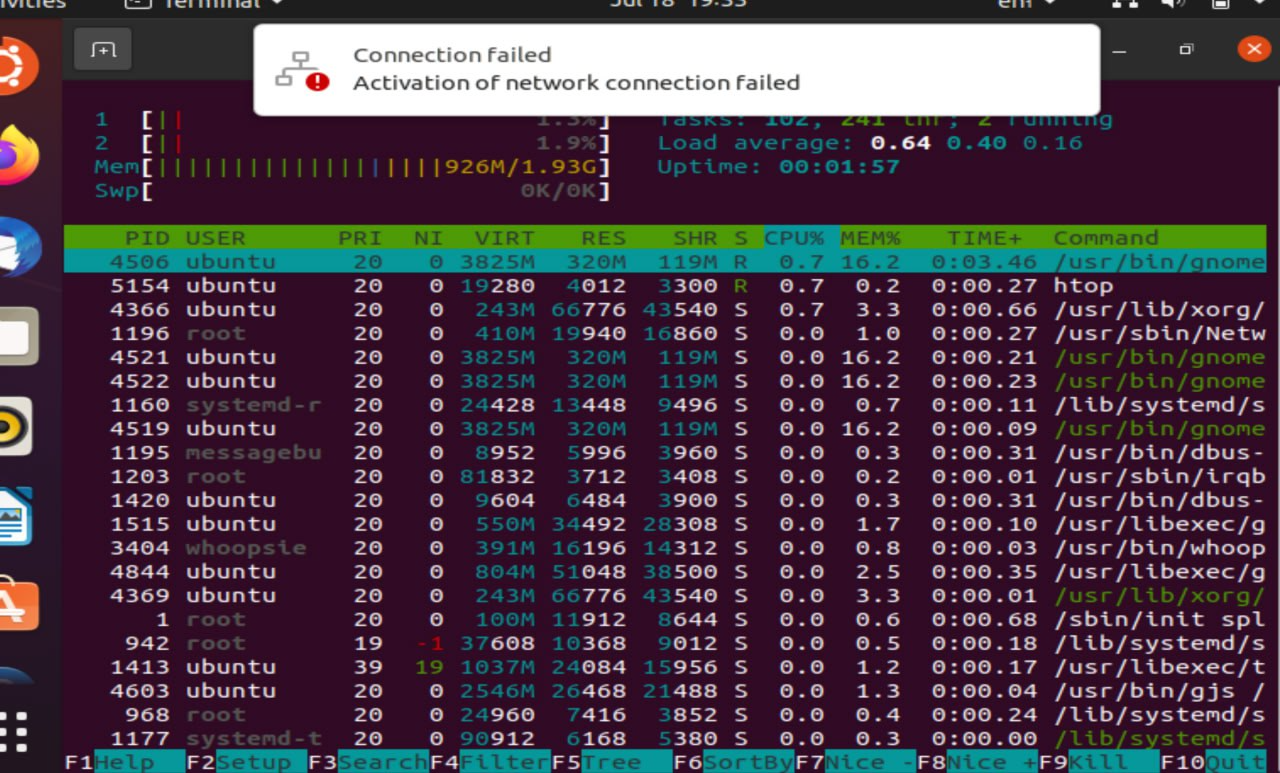 Terminal
Jul 18 19:33
en₁
Connection failed
Activation of network connection failed
1 [|| 1.3%] Tasks: 102, 241 thr; 2 running
2 [|| 1.9%] Load average: 0.64 0.40 0.16
Mem[|||||||||||||||||||926M/1.93G] Uptime: 00:01:57
Swp[ 0K/0K]
PID USER PRI NI VIRT RES SHR S CPU% MEM% TIME+ Command
4506 ubuntu 20 0 3825M 320M 119M R 0.7 16.2 0:03.46 /usr/bin/gnome
5154 ubuntu 20 0 19280 4012 3300 R 0.7 0.2 0:00.27 htop
4366 ubuntu 20 0 243M 66776 43540 S 0.7 3.3 0:00.66 /usr/lib/xorg/
1196 root 20 0 410M 19940 16860 S 0.0 1.0 0:00.27 /usr/sbin/Netw
4521 ubuntu 20 0 3825M 320M 119M S 0.0 16.2 0:00.21 /usr/bin/gnome
4522 ubuntu 20 0 3825M 320M 119M S 0.0 16.2 0:00.23 /usr/bin/gnome
1160 systemd-r 20 0 24428 13448 9496 S 0.0 0.7 0:00.11 /lib/systemd/s
4519 ubuntu 20 0 3825M 320M 119M S 0.0 16.2 0:00.09 /usr/bin/gnome
1195 messagebu 20 0 8952 5996 3960 S 0.0 0.3 0:00.31 /usr/bin/dbus-
1203 root 20 0 81832 3712 3408 S 0.0 0.2 0:00.01 /usr/sbin/irqb
1420 ubuntu 20 0 9604 6484 3900 S 0.0 0.3 0:00.31 /usr/bin/dbus-
1515 ubuntu 20 0 550M 34492 28308 S 0.0 1.7 0:00.10 /usr/libexec/g
3404 whoopsie 20 0 391M 16196 14312 S 0.0 0.8 0:00.03 /usr/bin/whoop
4844 ubuntu 20 0 804M 51048 38500 S 0.0 2.5 0:00.35 /usr/libexec/g
4369 ubuntu 20 0 243M 66776 43540 S 0.0 3.3 0:00.01 /usr/lib/xorg/
1 root 20 0 100M 11912 8644 S 0.0 0.6 0:00.68 /sbin/init spl
942 root 19 -1 37608 10368 9012 S 0.0 0.5 0:00.18 /lib/systemd/s
1413 ubuntu 39 19 1037M 24084 15956 S 0.0 1.2 0:00.17 /usr/libexec/t
4603 ubuntu 20 0 2546M 26468 21488 S 0.0 1.3 0:00.04 /usr/bin/gjs /
968 root 20 0 24960 7416 3852 S 0.0 0.4 0:00.24 /lib/systemd/s
1177 systemd-t 20 0 90912 6168 5380 S 0.0 0.3 0:00.00 /lib/systemd/s
F1Help F2Setup F3SearchF4FilterF5Tree F6SortByF7Nice -F8Nice +F9Kill F10Quit